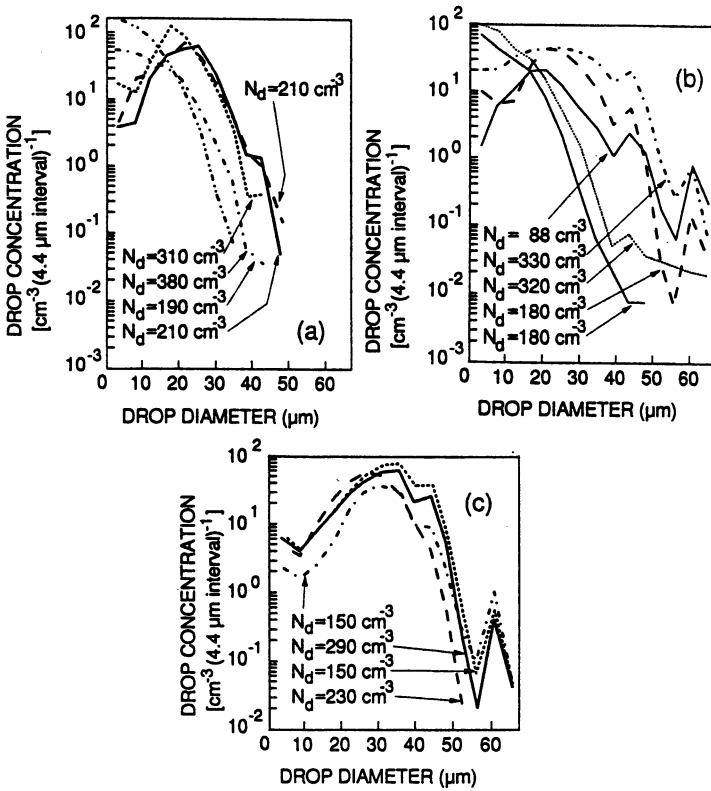 10²
10¹
10⁰
10⁻¹
10⁻²
10⁻³
0 10 20 30 40 50 60
DROP CONCENTRATION
[cm⁻³ (4.4 µm interval)⁻¹]
DROP DIAMETER (µm)
N_d=210 cm⁻³
N_d=310 cm⁻³
N_d=380 cm⁻³
N_d=190 cm⁻³
N_d=210 cm⁻³
(a)
10²
10¹
10⁰
10⁻¹
10⁻²
10⁻³
0 10 20 30 40 50 60
DROP CONCENTRATION
[cm⁻³ (4.4 µm interval)⁻¹]
DROP DIAMETER (µm)
(b)
N_d= 88 cm⁻³
N_d=330 cm⁻³
N_d=320 cm⁻³
N_d=180 cm⁻³
N_d=180 cm⁻³
10²
10¹
10⁰
10⁻¹
10⁻²
0 10 20 30 40 50 60
DROP CONCENTRATION
[cm⁻³ (4.4 µm interval)⁻¹]
DROP DIAMETER (µm)
(c)
N_d=150 cm⁻³
N_d=290 cm⁻³
N_d=150 cm⁻³
N_d=230 cm⁻³